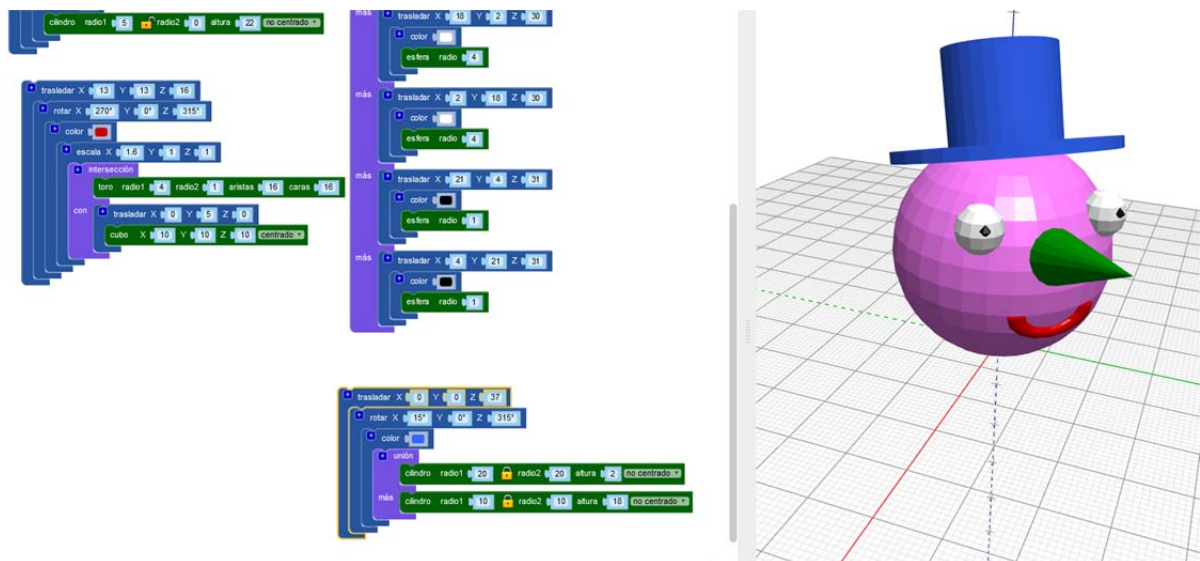 cilindro radio1 5 radio2 0 altura 22 no centrado
trasladar X 13 Y 13 Z 16
rotar X 270° Y 0° Z 315°
color
escala X 1.6 Y 1 Z 1
intersección
toro radio1 4 radio2 1 aristas 16 caras 16
con
trasladar X 0 Y 5 Z 0
cubo X 10 Y 10 Z 10 centrado
más
trasladar X 18 Y 2 Z 30
color
esfera radio 4
más
trasladar X 2 Y 18 Z 30
color
esfera radio 4
más
trasladar X 21 Y 4 Z 31
color
esfera radio 1
más
trasladar X 4 Y 21 Z 31
color
esfera radio 1
trasladar X 0 Y 0 Z 37
rotar X 15° Y 0° Z 315°
color
unión
cilindro radio1 20 radio2 20 altura 2 no centrado
más
cilindro radio1 10 radio2 10 altura 18 no centrado